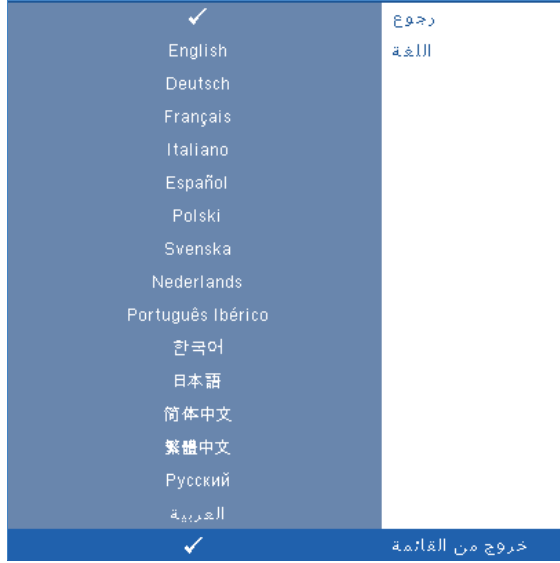 رجوع ✓
اللغة English
Deutsch
Français
Italiano
Español
Polski
Svenska
Nederlands
Português Ibérico
한국어
日本語
简体中文
繁體中文
Русский
العربية
خروج من القائمة ✓